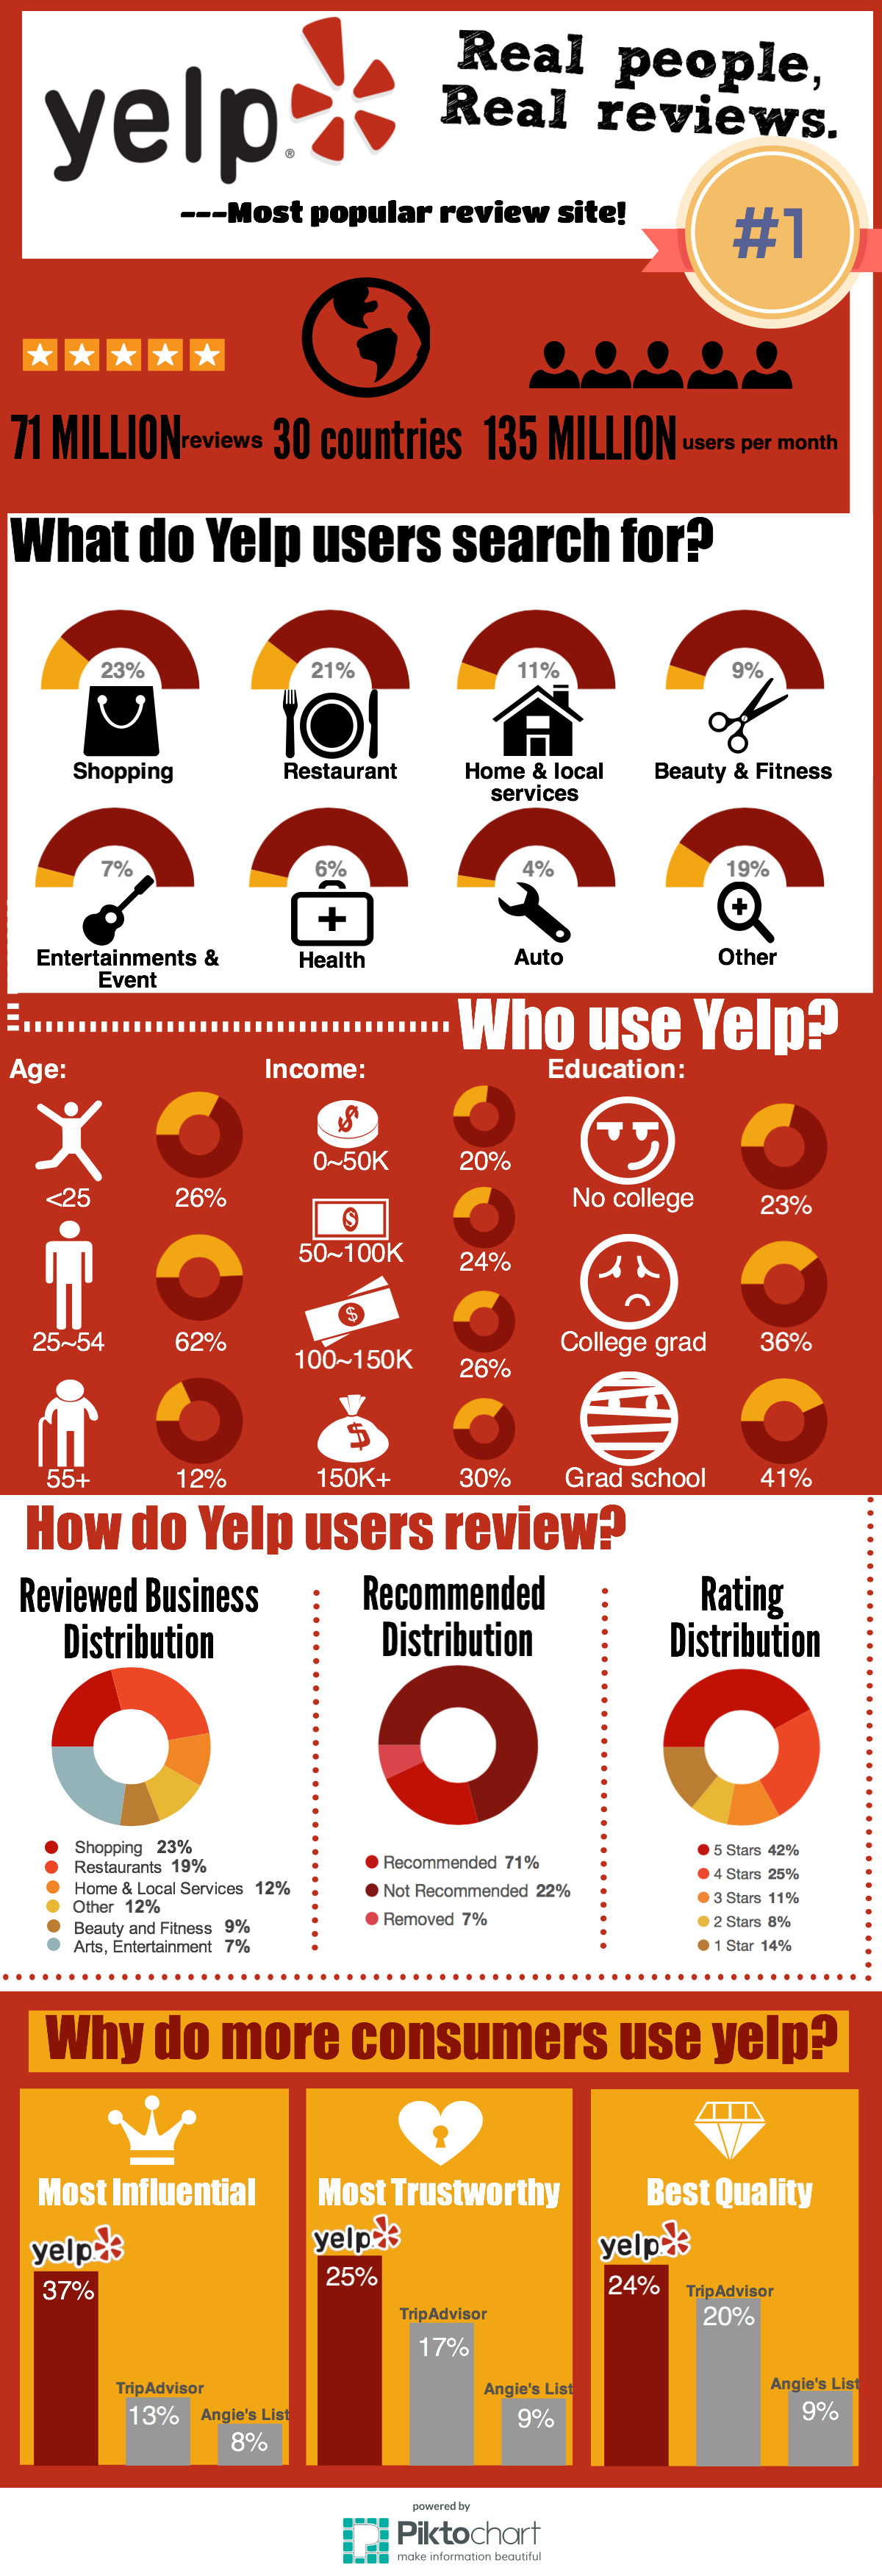 yelp®
Real people,
Real reviews.
---Most popular review site!
#1
71 MILLION reviews
30 countries
135 MILLION users per month
What do Yelp users search for?
23%
21%
11%
9%
Shopping
Restaurant
Home & local
services
Beauty & Fitness
7%
6%
4%
19%
Entertainments &
Event
Health
Auto
Other
Who use Yelp?
Age:
Income:
Education:
<25
26%
25~54
62%
55+
12%
$
0~50K
20%
$
50~100K
24%
$
100~150K
26%
$
150K+
30%
No college
23%
College grad
36%
Grad school
41%
How do Yelp users review?
Reviewed Business
Distribution
Shopping 23%
Restaurants 19%
Home & Local Services 12%
Other 12%
Beauty and Fitness 9%
Arts, Entertainment 7%
Recommended
Distribution
Recommended 71%
Not Recommended 22%
Removed 7%
Rating
Distribution
5 Stars 42%
4 Stars 25%
3 Stars 11%
2 Stars 8%
1 Star 14%
Why do more consumers use yelp?
Most Influential
yelp
37%
TripAdvisor
13%
Angie's List
8%
Most Trustworthy
yelp
25%
TripAdvisor
17%
Angie's List
9%
Best Quality
yelp
24%
TripAdvisor
20%
Angie's List
9%
powered by
Piktochart
make information beautiful